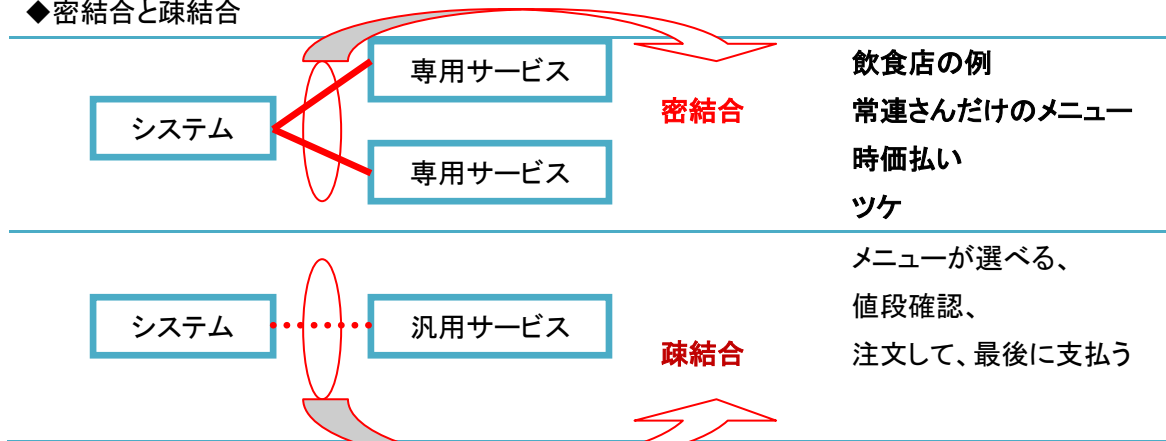 ◆密結合と疎結合
専用サービス
システム
専用サービス
密結合
飲食店の例
常連さんだけのメニュー
時価払い
ツケ
システム
汎用サービス
疎結合
メニューが選べる、
値段確認、
注文して、最後に支払う